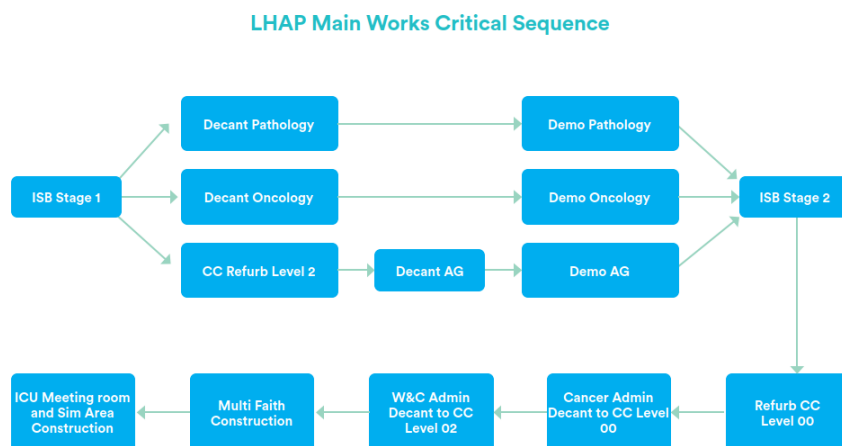 LHAP Main Works Critical Sequence
Decant Pathology
Demo Pathology
ISB Stage 1
Decant Oncology
Demo Oncology
ISB Stage 2
CC Refurb Level 2
Decant AG
Demo AG
ICU Meeting room
and Sim Area
Construction
Multi Faith
Construction
W&C Admin
Decant to CC
Level 02
Cancer Admin
Decant to CC Level
00
Refurb CC
Level 00